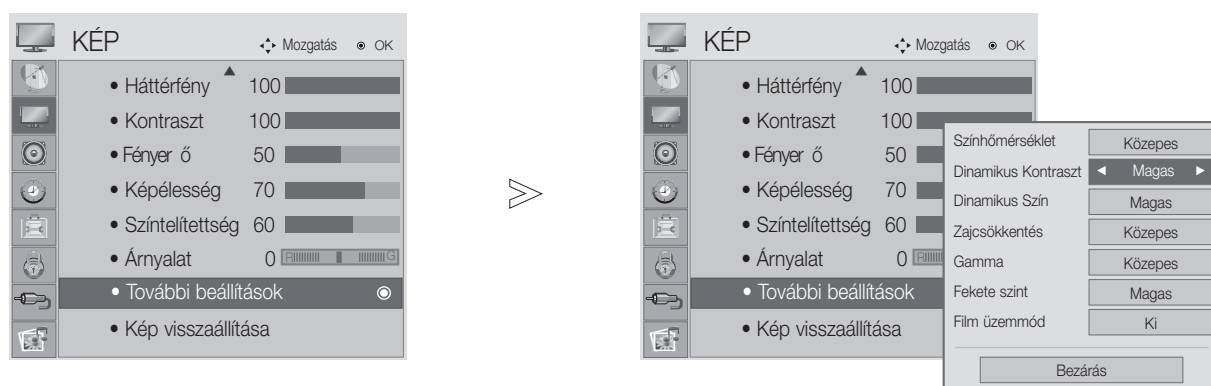 KÉP Mozgatás OK
• Háttérfény 100
• Kontraszt 100
• Fényer ő 50
• Képélesség 70
• Színtelítettség 60
• Árnyalat 0 R G
• További beállítások
• Kép visszaállítása
KÉP Mozgatás OK
• Háttérfény 100
• Kontraszt 100
• Fényer ő 50
• Képélesség 70
• Színtelítettség 60
• Árnyalat 0 R
• További beállítások
• Kép visszaállítása
Színhőmérséklet Közepes
Dinamikus Kontraszt ◄ Magas ►
Dinamikus Szín Magas
Zajcsökkentés Közepes
Gamma Közepes
Fekete szint Magas
Film üzemmód Ki
Bezárás